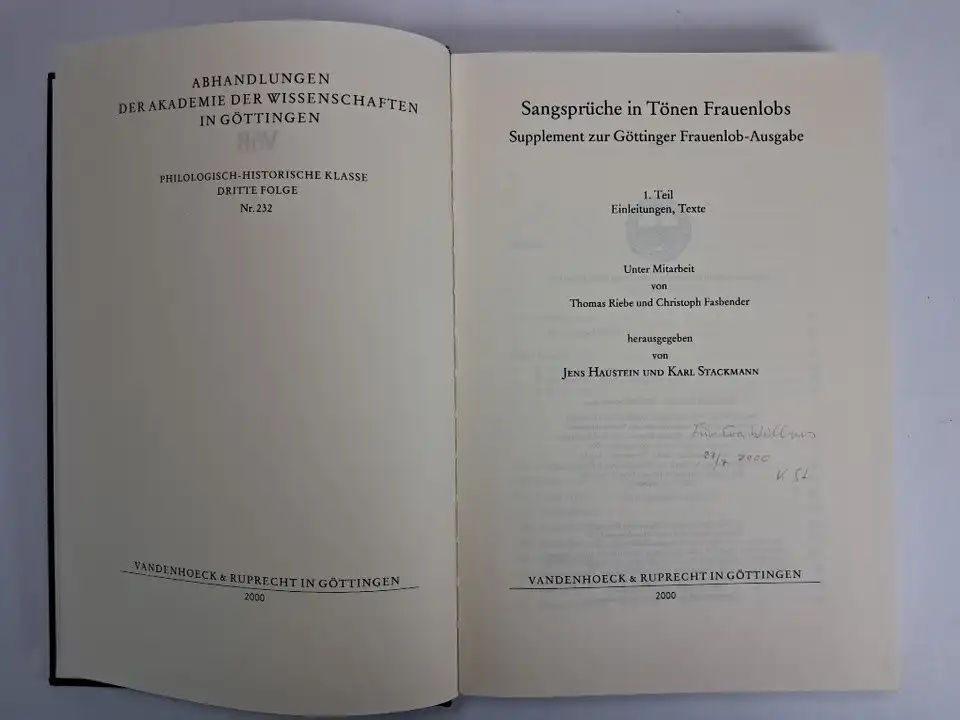 ABHANDLUNGEN
DER AKADEMIE DER WISSENSCHAFTEN
IN GÖTTINGEN
PHILOLOGISCH-HISTORISCHE KLASSE
DRITTE FOLGE
Nr. 232
VANDENHOECK & RUPRECHT IN GÖTTINGEN
2000
Sangsprüche in Tönen Frauenlobs
Supplement zur Göttinger Frauenlob-Ausgabe
1. Teil
Einleitungen, Texte
Unter Mitarbeit
von
Thomas Riebe und Christoph Fasbender
herausgegeben
von
JENS HAUSTEIN UND KARL STACKMANN
2000
K. St
VANDENHOECK & RUPRECHT IN GÖTTINGEN
2000